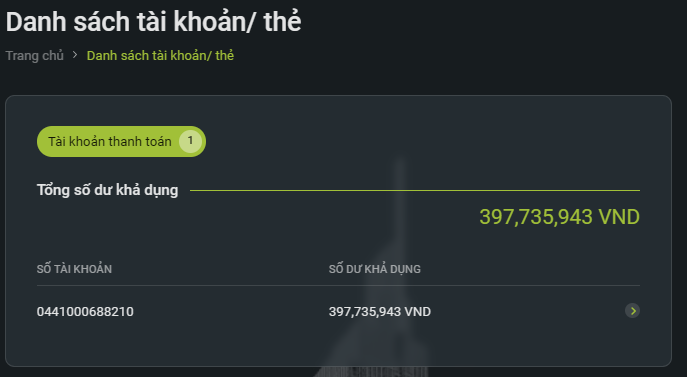 Danh sách tài khoản/ thẻ
Trang chủ > Danh sách tài khoản/ thẻ
Tài khoản thanh toán 1
Tổng số dư khả dụng
397,735,943 VND
SỐ TÀI KHOẢN SỐ DƯ KHẢ DỤNG
0441000688210 397,735,943 VND